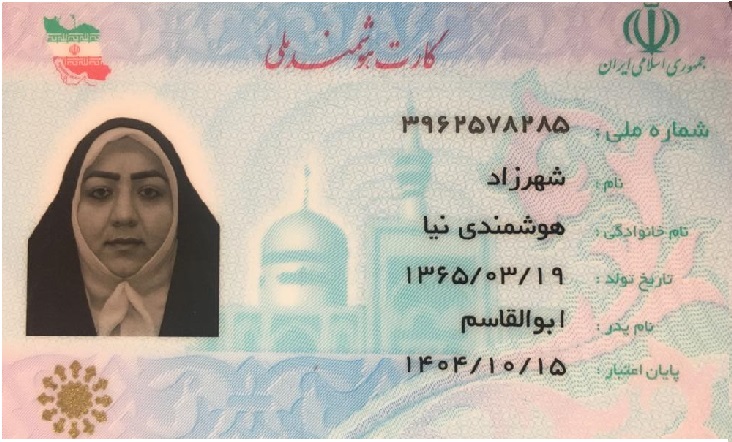 جمهوری اسلامی ایران
کارت هوشمند ملی
شماره ملی: ۳۹۶۲۵۷۸۲۸۵
نام: شهرزاد
نام خانوادگی: هوشمندی نیا
تاریخ تولد: ۱۳۶۵/۰۳/۱۹
نام پدر: ابوالقاسم
پایان اعتبار: ۱۴۰۴/۱۰/۱۵